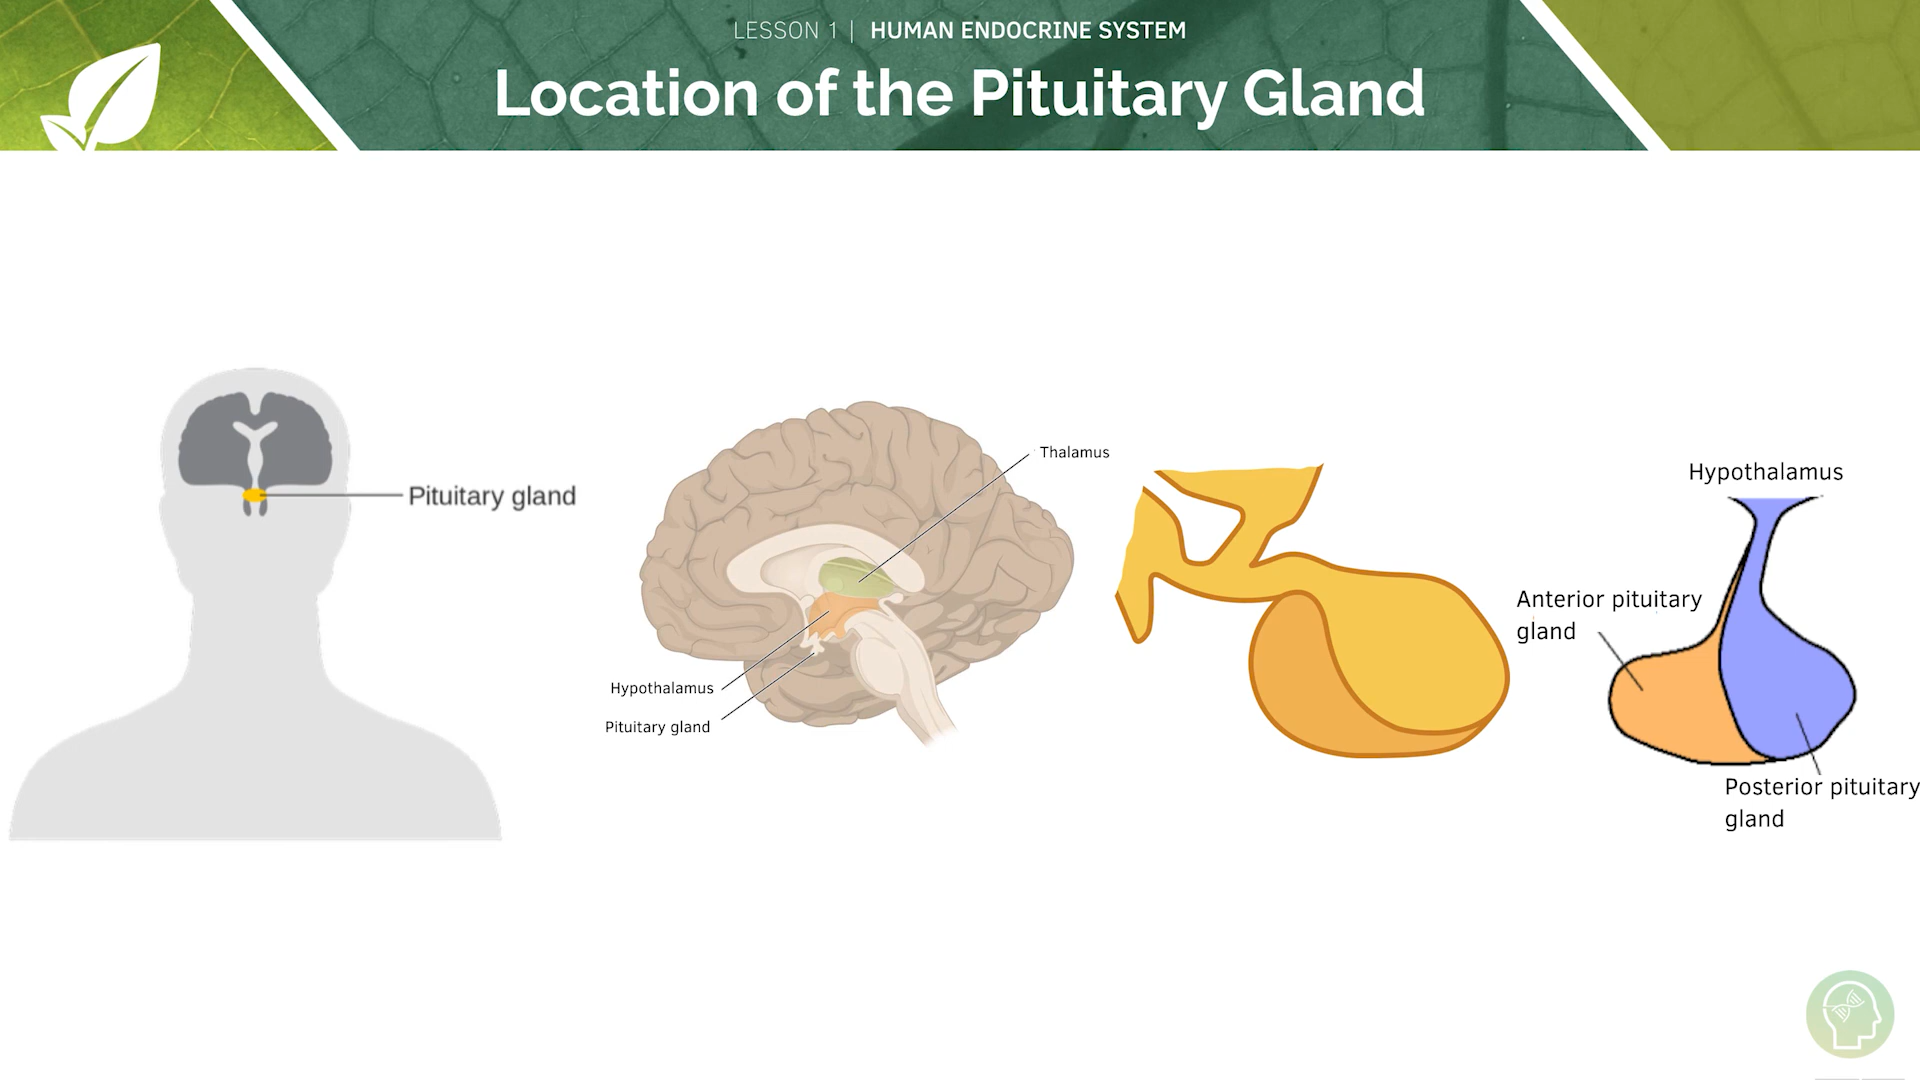 LESSON 1 | HUMAN ENDOCRINE SYSTEM
Location of the Pituitary Gland
Pituitary gland
Thalamus
Hypothalamus
Pituitary gland
Hypothalamus
Anterior pituitary
gland
Posterior pituitary
gland